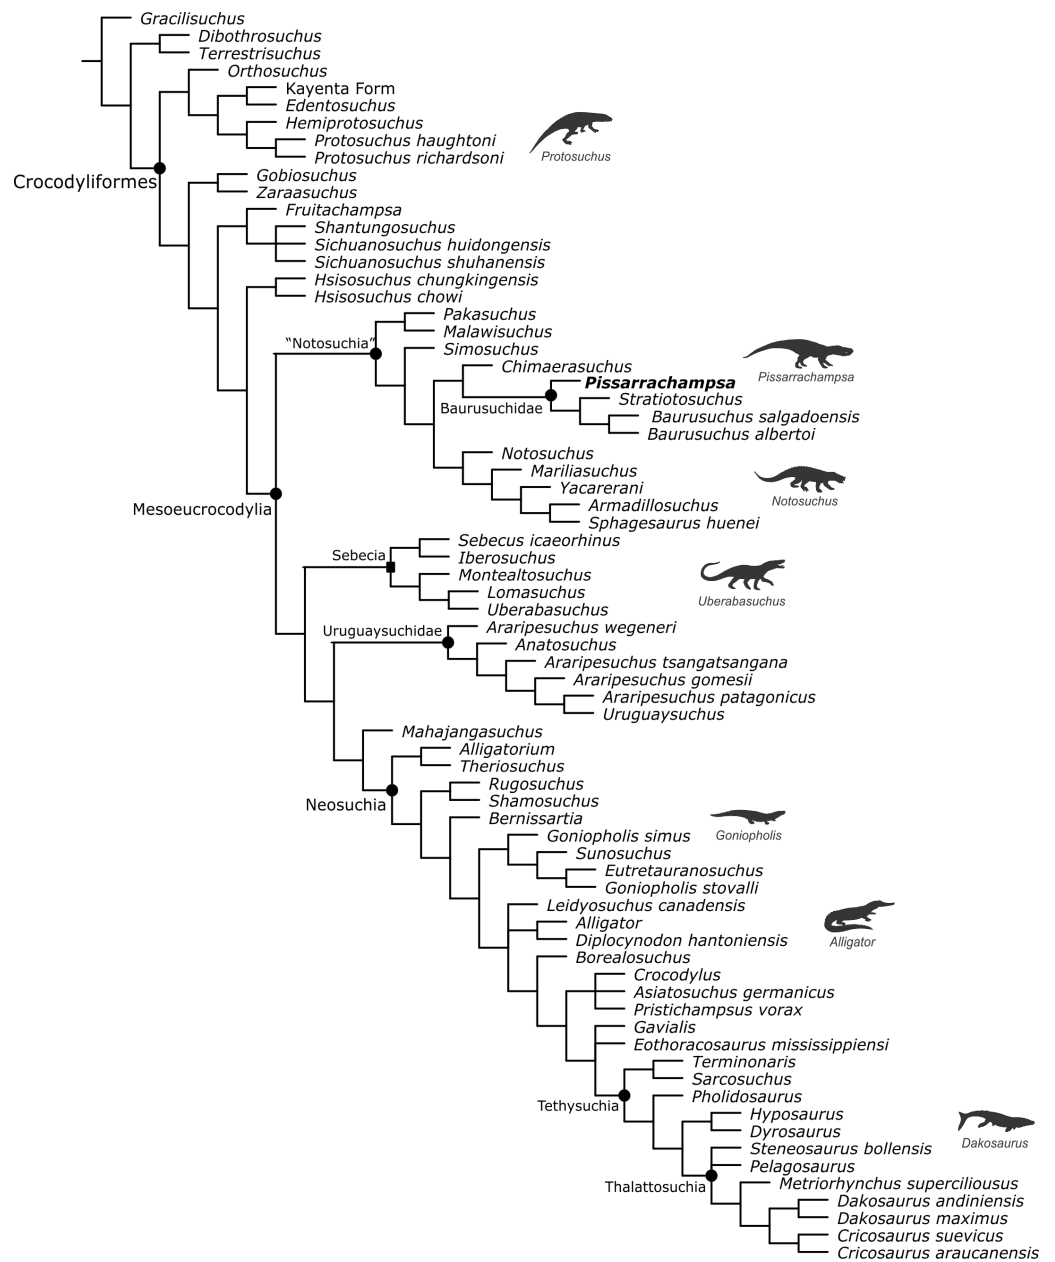 Gracilisuchus
Dibothrosuchus
Terrestrisuchus
Orthosuchus
Kayenta Form
Edentosuchus
Hemiprotosuchus
Protosuchus haughtoni
Protosuchus richardsoni
Protosuchus
Crocodyliformes
Gobiosuchus
Zaraasuchus
Fruitachampsa
Shantungosuchus
Sichuanosuchus huidongensis
Sichuanosuchus shuhanensis
Hsisosuchus chungkingensis
Hsisosuchus chowi
Pakasuchus
Malawisuchus
“Notosuchia”
Simosuchus
Chimaerasuchus
Pissarrachampsa
Pissarrachampsa
Stratiotosuchus
Baurusuchidae
Baurusuchus salgadoensis
Baurusuchus albertoi
Notosuchus
Mariliasuchus
Yacarerani
Notosuchus
Armadillosuchus
Sphagesaurus huenei
Mesoeucrocodylia
Sebecus icaeorhinus
Sebecia
Iberosuchus
Montealtosuchus
Lomasuchus
Uberabasuchus
Uberabasuchus
Uruguaysuchidae
Araripesuchus wegeneri
Anatosuchus
Araripesuchus tsangatsangana
Araripesuchus gomesii
Araripesuchus patagonicus
Uruguaysuchus
Mahajangasuchus
Alligatorium
Theriosuchus
Rugosuchus
Neosuchia
Shamosuchus
Bernissartia
Goniopholis simus
Goniopholis
Sunosuchus
Eutretauranosuchus
Goniopholis stovalli
Leidyosuchus canadensis
Alligator
Diplocynodon hantoniensis
Alligator
Borealosuchus
Crocodylus
Asiatosuchus germanicus
Pristichampsus vorax
Gavialis
Eothoracosaurus mississippiensi
Terminonaris
Sarcosuchus
Tethysuchia
Pholidosaurus
Hyposaurus
Dyrosaurus
Dakosaurus
Steneosaurus bollensis
Pelagosaurus
Thalattosuchia
Metriorhynchus superciliousus
Dakosaurus andiniensis
Dakosaurus maximus
Cricosaurus suevicus
Cricosaurus araucanensis